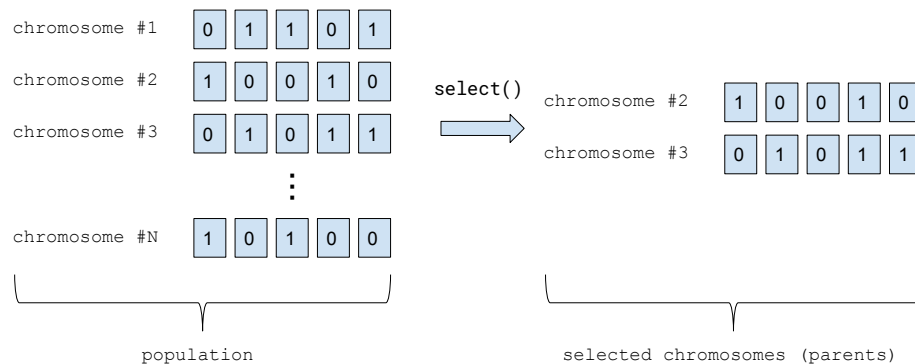 chromosome #1 0 1 1 0 1
chromosome #2 1 0 0 1 0
chromosome #3 0 1 0 1 1
chromosome #N 1 0 1 0 0
population
select()
chromosome #2 1 0 0 1 0
chromosome #3 0 1 0 1 1
selected chromosomes (parents)